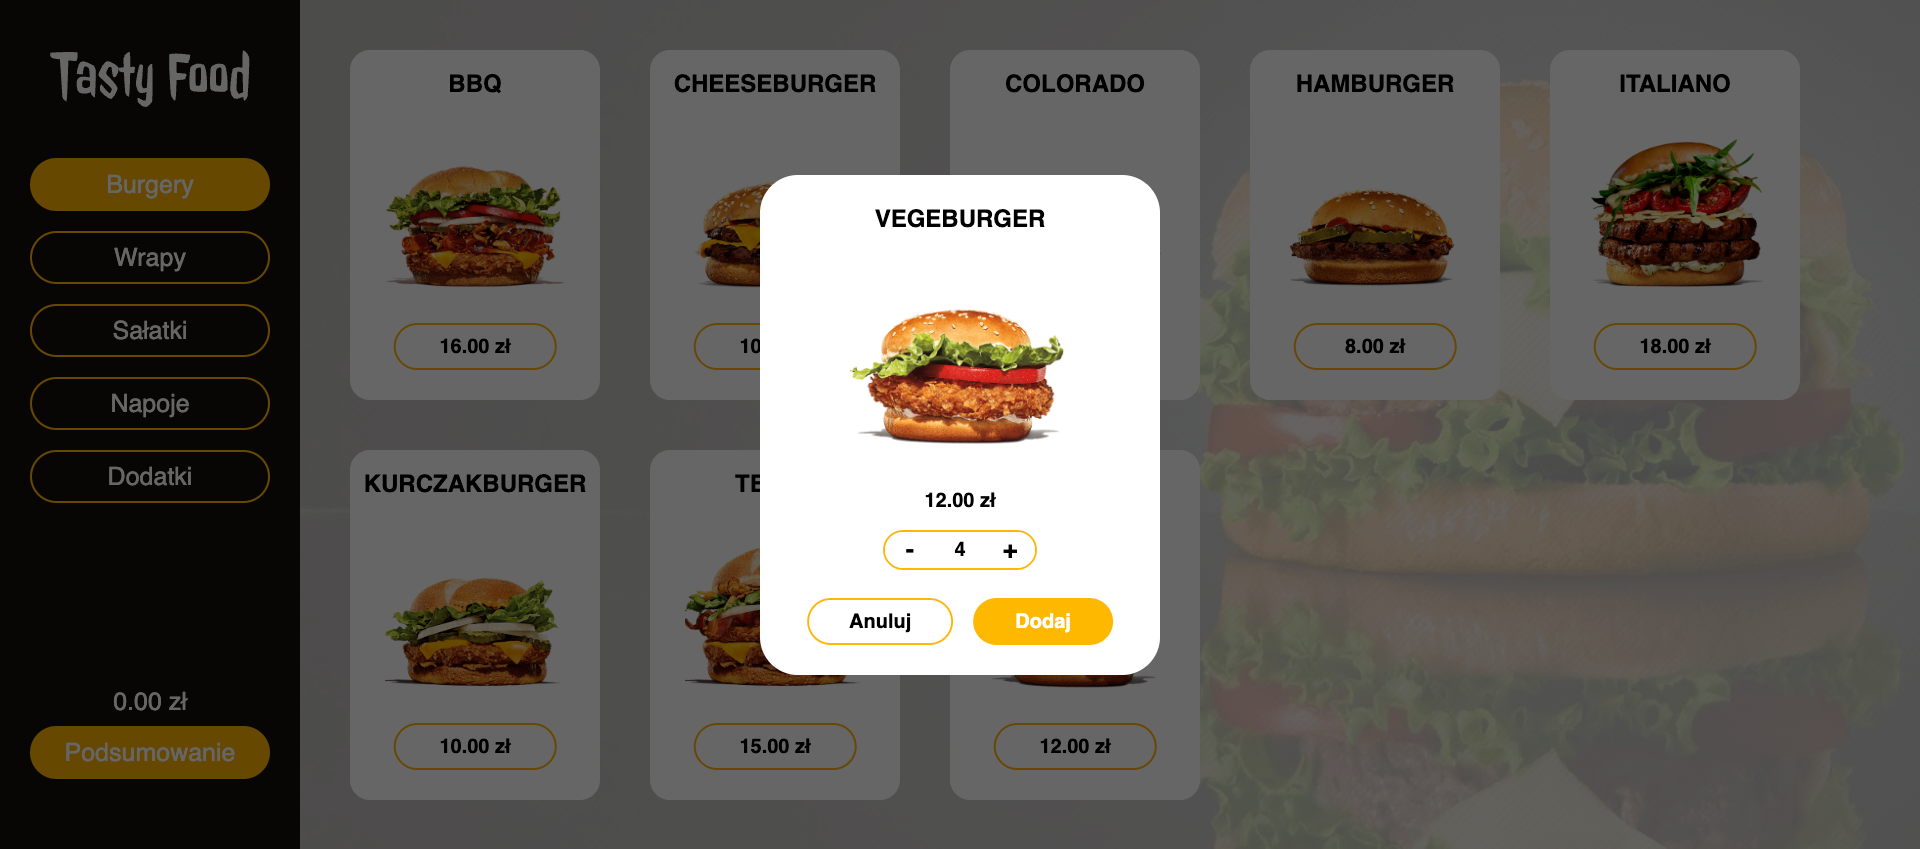 Tasty Food
Burgery
Wrapy
Sałatki
Napoje
Dodatki
0.00 zł
Podsumowanie
BBQ
16.00 zł
CHEESEBURGER
COLORADO
HAMBURGER
8.00 zł
ITALIANO
18.00 zł
KURCZAKBURGER
10.00 zł
15.00 zł
12.00 zł
VEGEBURGER
12.00 zł
- 4 +
Anuluj
Dodaj